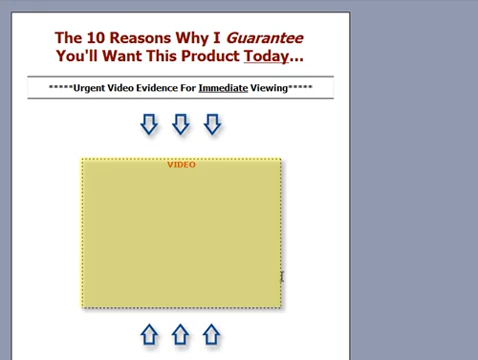 The 10 Reasons Why I Guarantee
You'll Want This Product Today...
*****Urgent Video Evidence For Immediate Viewing*****
VIDEO